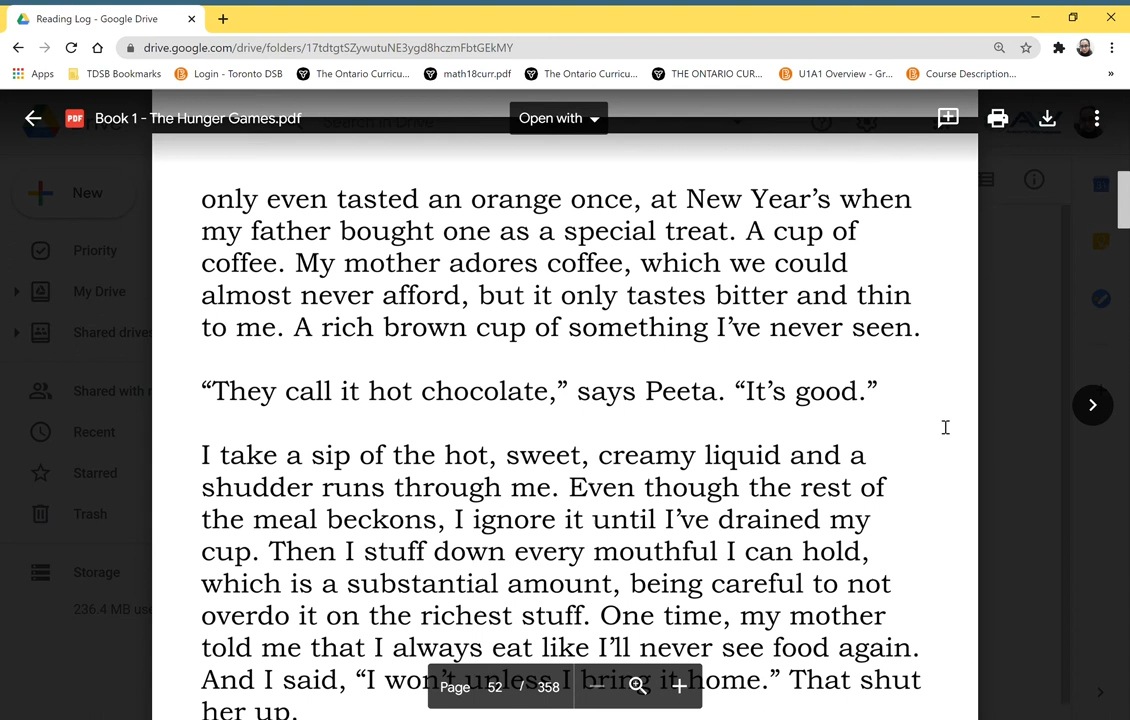 Reading Log - Google Drive
drive.google.com/drive/folders/17tdtgtSZywutuNE3ygd8hczmFbtGEkMY
Apps TDSB Bookmarks Login - Toronto DSB The Ontario Curricu... math18curr.pdf The Ontario Curricu... THE ONTARIO CUR... U1A1 Overview - Gr... Course Description... »
PDF Book 1 - The Hunger Games.pdf Open with
New
Priority
My Drive
Shared drives
Shared with
Recent
Starred
Trash
Storage
236.4 MB use
only even tasted an orange once, at New Year’s when
my father bought one as a special treat. A cup of
coffee. My mother adores coffee, which we could
almost never afford, but it only tastes bitter and thin
to me. A rich brown cup of something I’ve never seen.
“They call it hot chocolate,” says Peeta. “It’s good.”
I take a sip of the hot, sweet, creamy liquid and a
shudder runs through me. Even though the rest of
the meal beckons, I ignore it until I’ve drained my
cup. Then I stuff down every mouthful I can hold,
which is a substantial amount, being careful to not
overdo it on the richest stuff. One time, my mother
told me that I always eat like I’ll never see food again.
And I said, “I won’t unless I bring it home.” That shut
her up.
Page 52 / 358